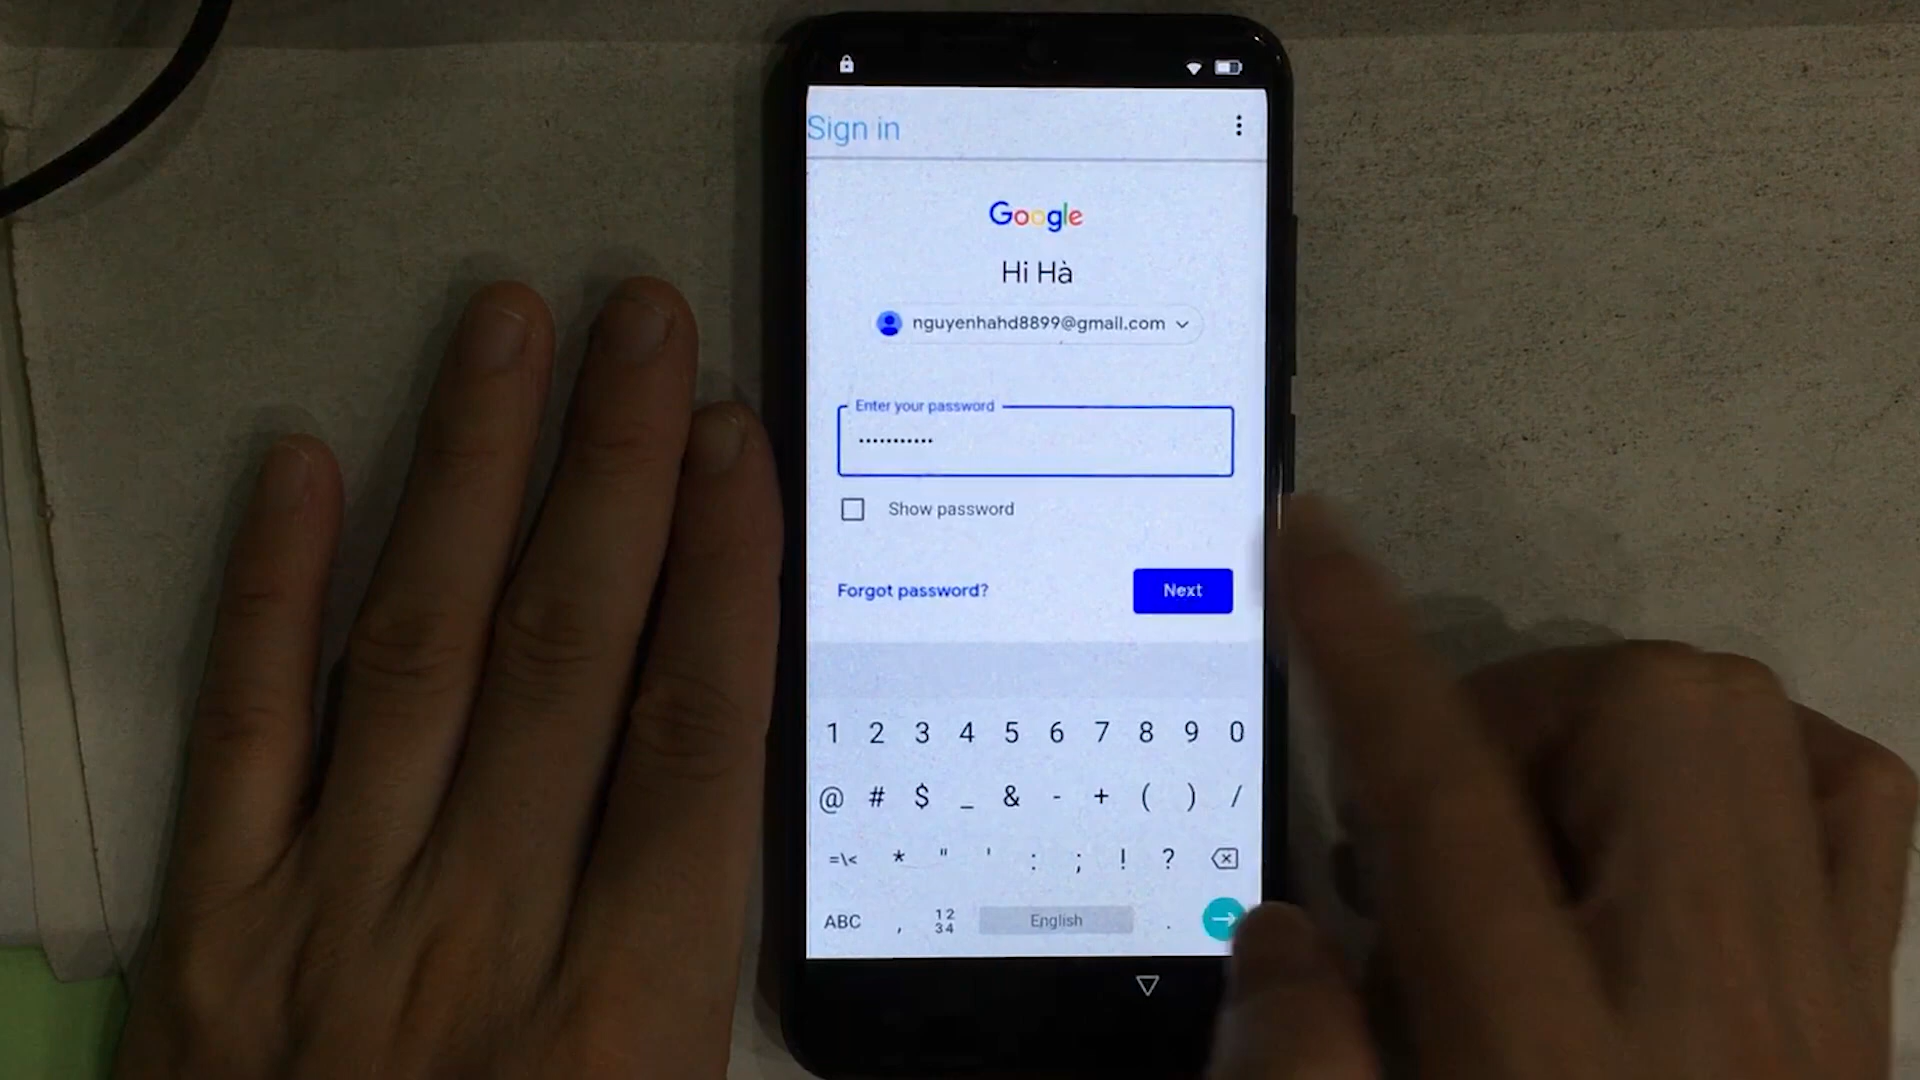 Sign in
Google
Hi Hà
nguyenhahd8899@gmail.com
Enter your password
•••••••••••
Show password
Forgot password?
Next
1 2 3 4 5 6 7 8 9 0
@ # $ _ & - + ( ) /
=\< * " ' : ; ! ?
ABC , 12 34 English .